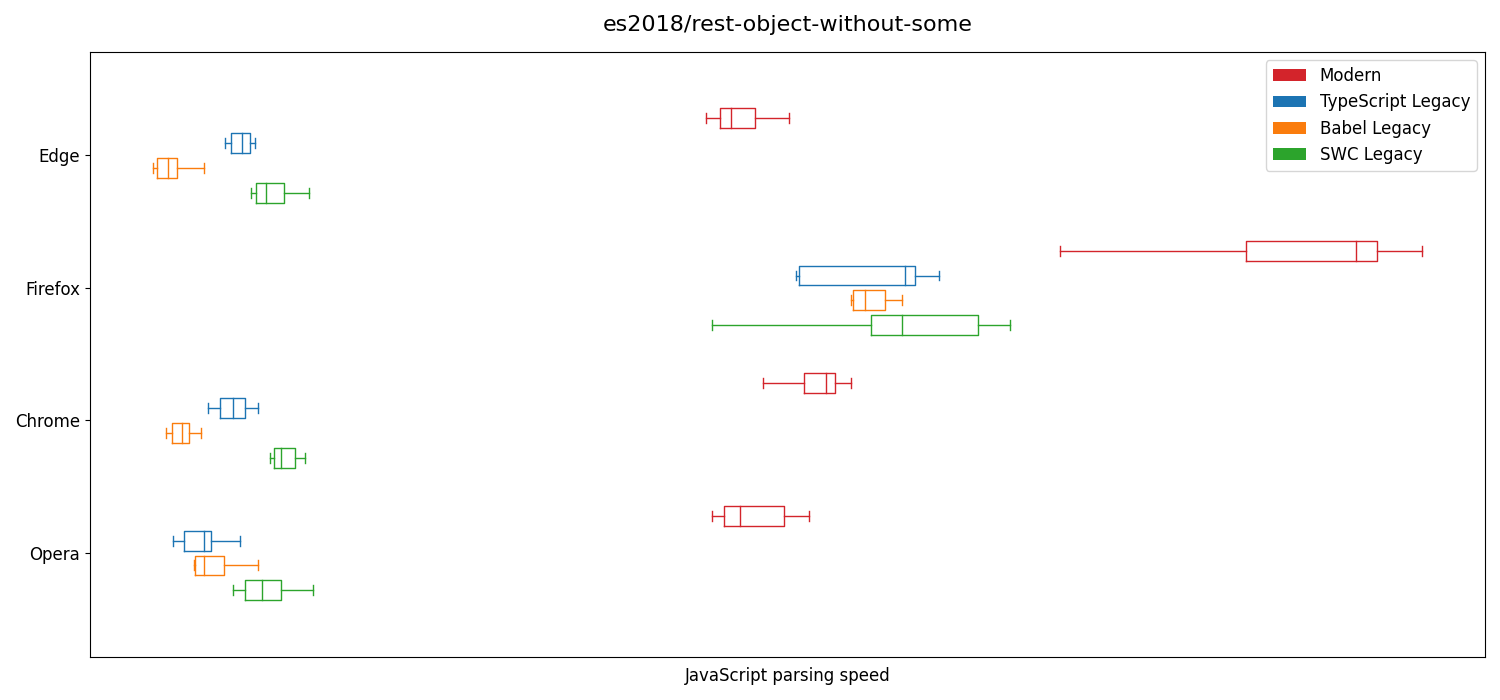 es2018/rest-object-without-some
Modern
TypeScript Legacy
Babel Legacy
SWC Legacy
Edge
Firefox
Chrome
Opera
JavaScript parsing speed